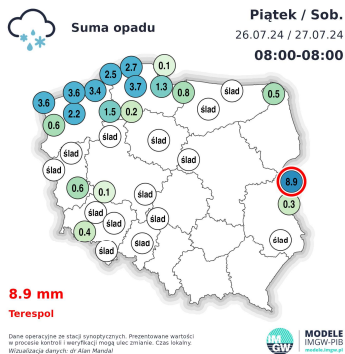 Suma opadu
Piątek / Sob.
26.07.24 / 27.07.24
08:00-08:00
0.1
2.7
2.5
3.7
1.3
0.8
ślad
0.5
3.4
3.6
3.6
2.2
1.5
0.2
ślad
0.6
ślad
ślad
ślad
ślad
ślad
8.9
0.6
0.1
ślad
0.3
ślad
ślad
ślad
0.4
ślad
ślad
ślad
8.9 mm
Terespol
Dane operacyjne ze stacji synoptycznych. Prezentowane wartości
w procesie kontroli i weryfikacji mogą ulec zmianie. Czas lokalny.
Wizualizacja danych: dr Alan Mandal
IM
GW
MODELE
IMGW-PIB
modele.imgw.pl